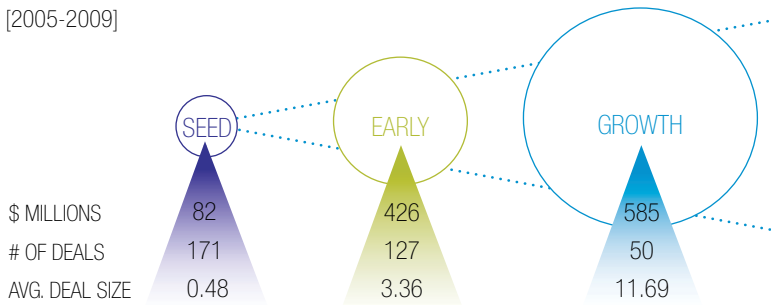 [2005-2009]
SEED EARLY GROWTH
$ MILLIONS 82 426 585
# OF DEALS 171 127 50
AVG. DEAL SIZE 0.48 3.36 11.69